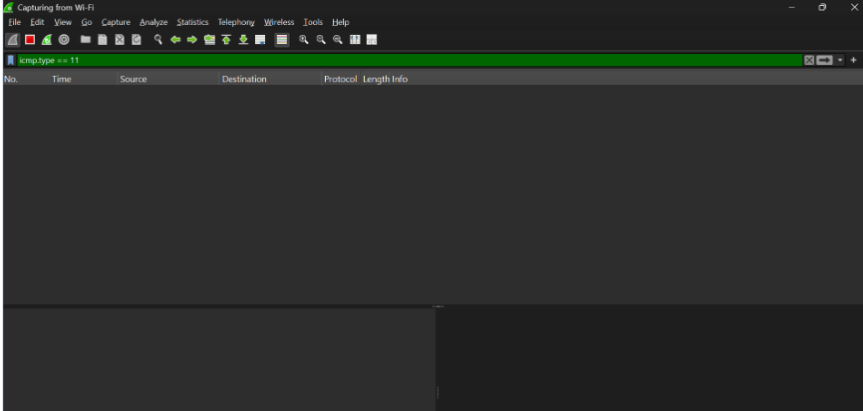 Capturing from Wi-Fi
File Edit View Go Capture Analyze Statistics Telephony Wireless Tools Help
icmp.type == 11
No. Time Source Destination Protocol Length Info